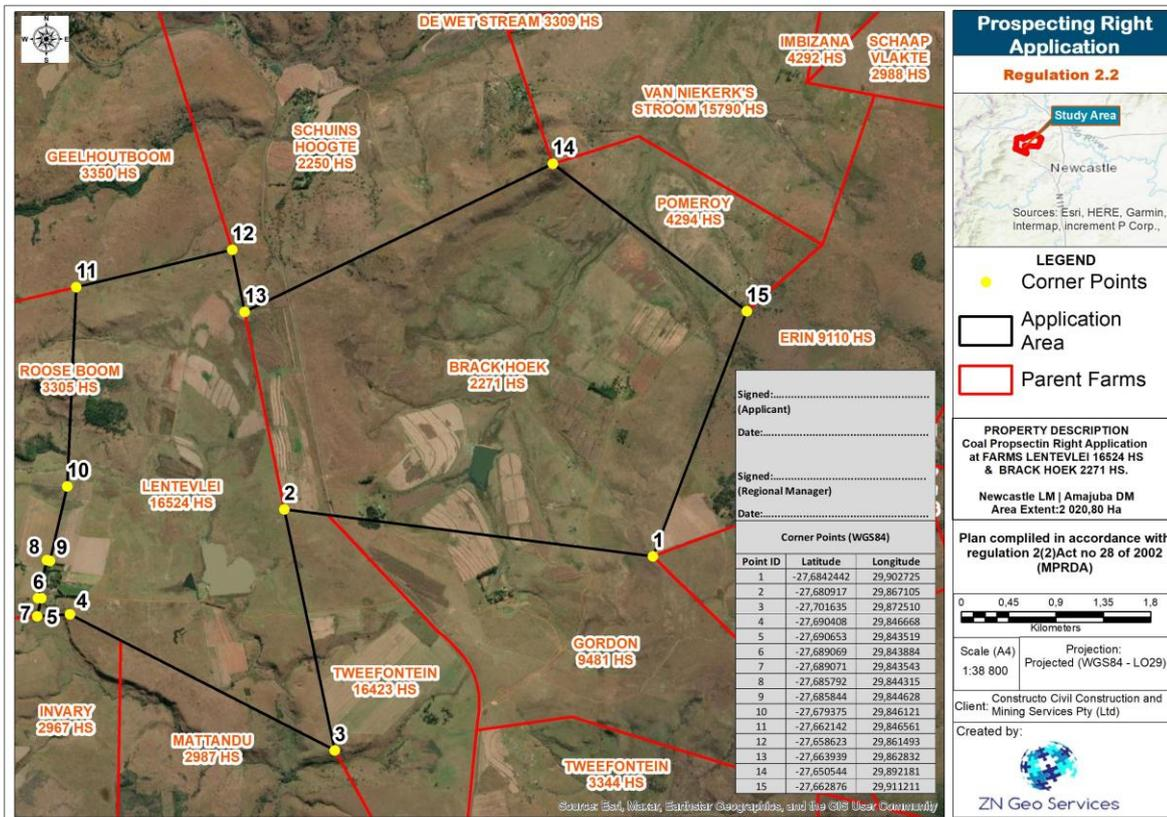 N
W
E
S
DE WET STREAM 3309 HS
IMBIZANA
4292 HS
SCHAAP
VLAKTE
2988 HS
VAN NIEKERK'S
STROOM 15790 HS
SCHUINS
HOOGTE
2250 HS
GEELHOUTBOOM
3350 HS
14
POMEROY
4294 HS
12
11
13
15
ERIN 9110 HS
ROOSE BOOM
3305 HS
BRACK HOEK
2271 HS
10
LENTEVLEI
16524 HS
2
1
8
9
6
4
7
5
GORDON
9481 HS
TWEEFONTEIN
16423 HS
INVARY
2967 HS
MATTANDU
2987 HS
3
TWEEFONTEIN
3344 HS
Source: Esri, Maxar, Earthstar Geographics, and the GIS User Community
Signed:
(Applicant)
Date:
Signed:
(Regional Manager)
Date:
Corner Points (WGS84)
Point ID Latitude Longitude
1 -27,6842442 29,902725
2 -27,680917 29,867105
3 -27,701635 29,872510
4 -27,690408 29,846668
5 -27,690653 29,843519
6 -27,689069 29,843884
7 -27,689071 29,843543
8 -27,685792 29,844315
9 -27,685844 29,844628
10 -27,679375 29,846121
11 -27,662142 29,846561
12 -27,658623 29,861493
13 -27,663939 29,862832
14 -27,650544 29,892181
15 -27,662876 29,911211
Prospecting Right
Application
Regulation 2.2
Study Area
Newcastle
Sources: Esri, HERE, Garmin,
Intermap, increment P Corp.,
LEGEND
Corner Points
Application
Area
Parent Farms
PROPERTY DESCRIPTION
Coal Propsectin Right Application
at FARMS LENTEVLEI 16524 HS
& BRACK HOEK 2271 HS.
Newcastle LM | Amajuba DM
Area Extent:2 020,80 Ha
Plan complied in accordance with
regulation 2(2)Act no 28 of 2002
(MPRDA)
0 0,45 0,9 1,35 1,8
Kilometers
Scale (A4)
1:38 800
Projection:
Projected (WGS84 - LO29)
Client: Constructo Civil Construction and
Mining Services Pty (Ltd)
Created by:
ZN Geo Services